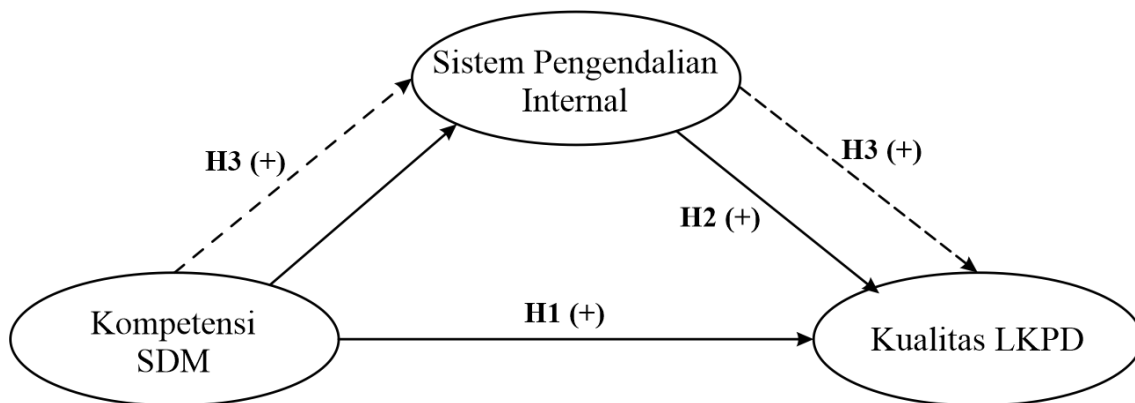 Sistem Pengendalian
Internal
H3 (+)
H3 (+)
H2 (+)
H1 (+)
Kompetensi
SDM
Kualitas LKPD